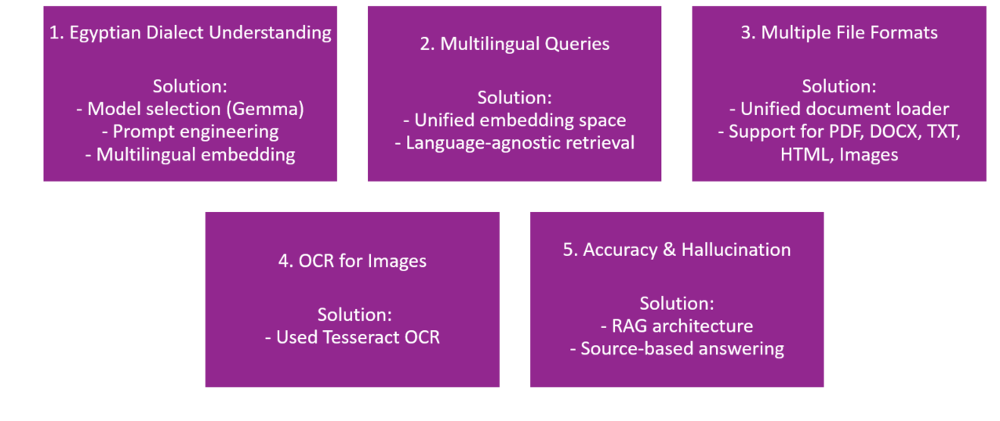 1. Egyptian Dialect Understanding
Solution:
- Model selection (Gemma)
- Prompt engineering
- Multilingual embedding
2. Multilingual Queries
Solution:
- Unified embedding space
- Language-agnostic retrieval
3. Multiple File Formats
Solution:
- Unified document loader
- Support for PDF, DOCX, TXT,
HTML, Images
4. OCR for Images
Solution:
- Used Tesseract OCR
5. Accuracy & Hallucination
Solution:
- RAG architecture
- Source-based answering